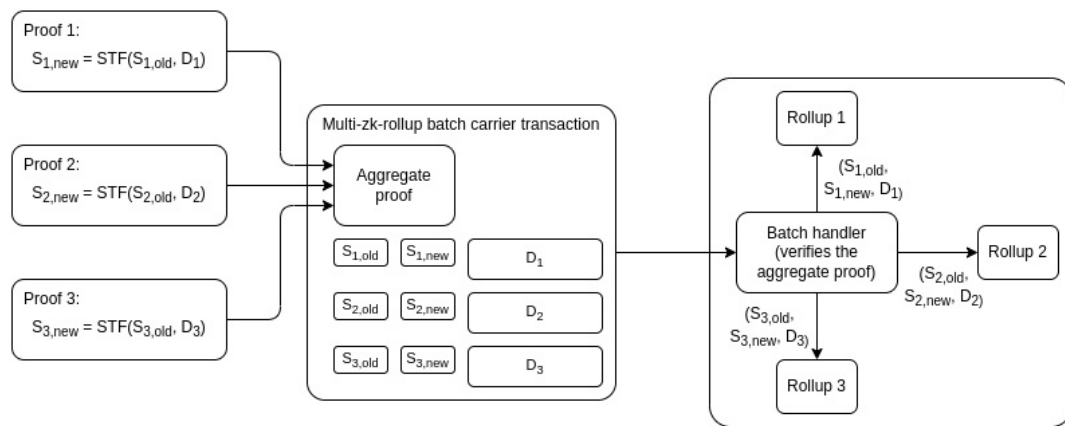 Proof 1:
S1,new = STF(S1,old, D1)
Proof 2:
S2,new = STF(S2,old, D2)
Proof 3:
S3,new = STF(S3,old, D3)
Multi-zk-rollup batch carrier transaction
Aggregate
proof
S1,old
S1,new
D1
S2,old
S2,new
D2
S3,old
S3,new
D3
Rollup 1
(S1,old,
S1,new, D1)
Batch handler
(verifies the
aggregate proof)
Rollup 2
(S2,old,
S2,new, D2)
(S3,old,
S3,new, D3)
Rollup 3